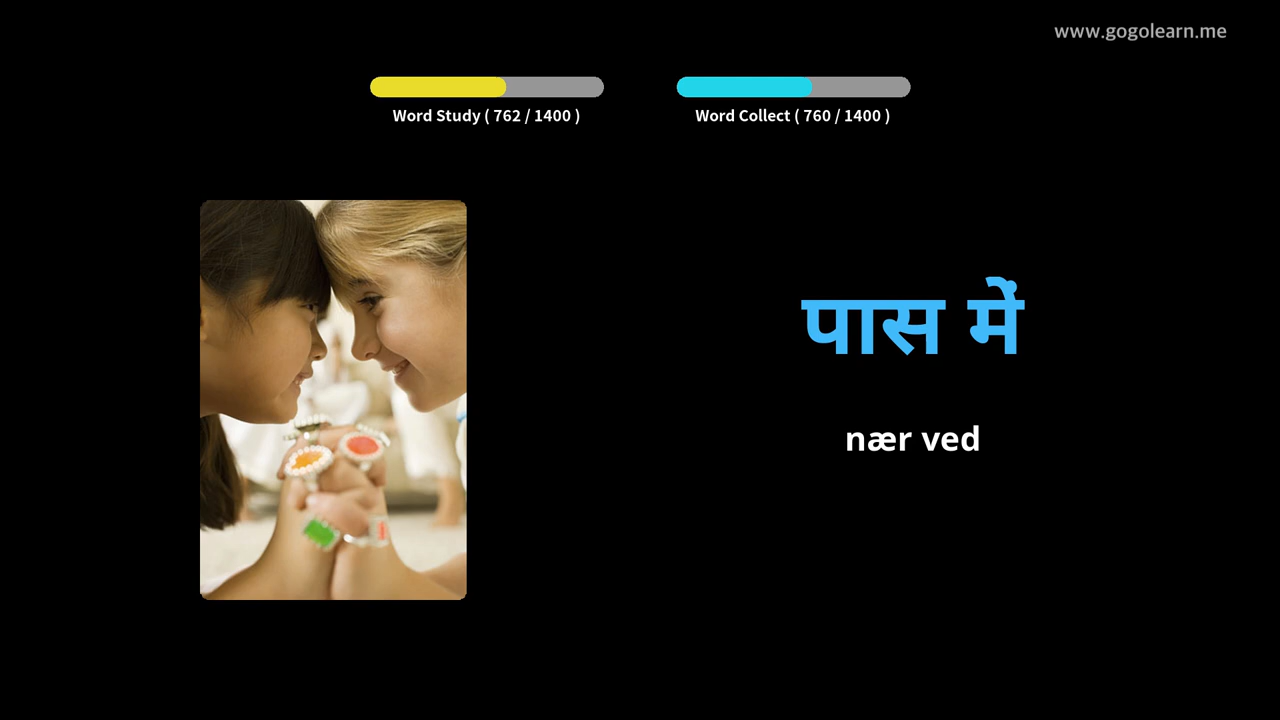 www.gogolearn.me
Word Study ( 762 / 1400 )
Word Collect ( 760 / 1400 )
पास में
nær ved